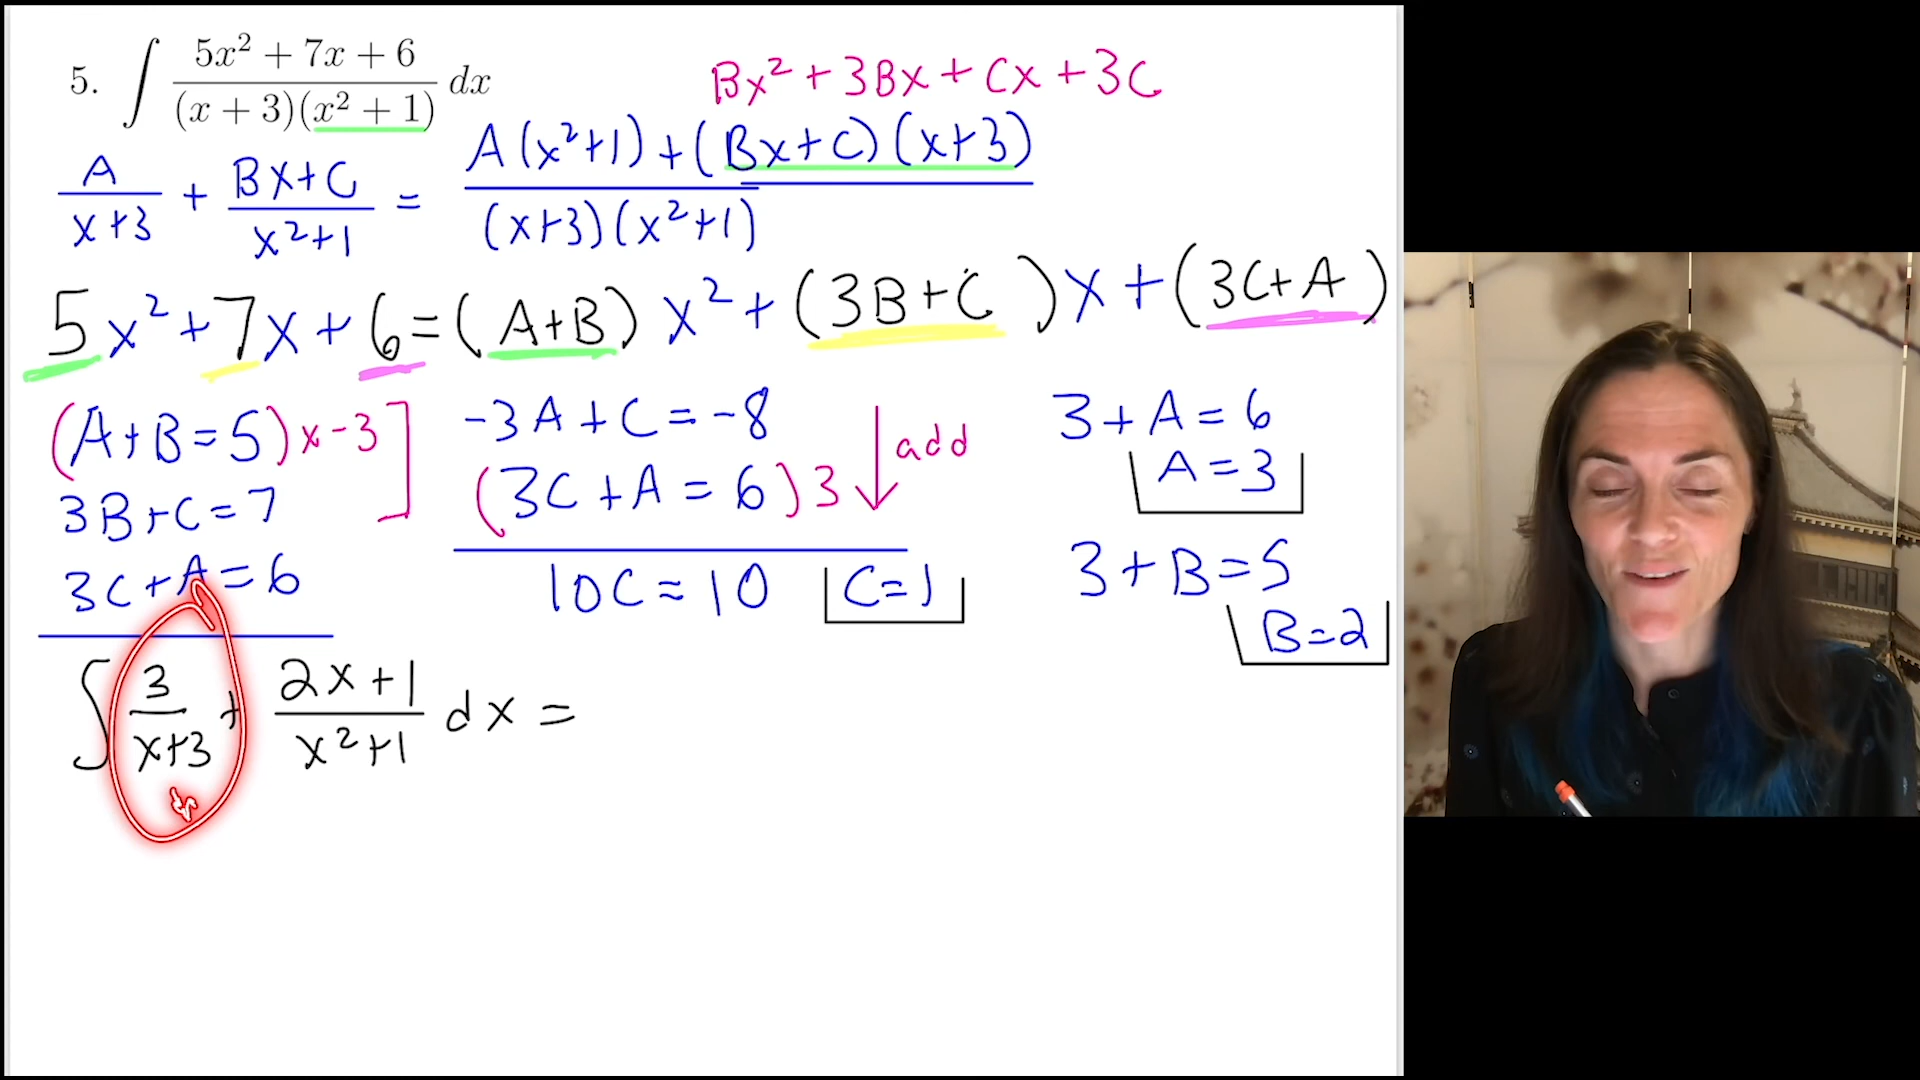 5. ∫ (5x² + 7x + 6) / ((x + 3)(x² + 1)) dx
Bx² + 3Bx + Cx + 3C
A/(x+3) + (Bx+C)/(x²+1) = (A(x²+1) + (Bx+C)(x+3)) / ((x+3)(x²+1))
5x² + 7x + 6 = (A+B)x² + (3B+C)x + (3C+A)
(A+B=5)x-3
3B+C=7
3C+A=6
-3A+C=-8
(3C+A=6)3
add
10C=10
C=1
3+A=6
A=3
3+B=5
B=2
∫ 3/(x+3) + (2x+1)/(x²+1) dx =